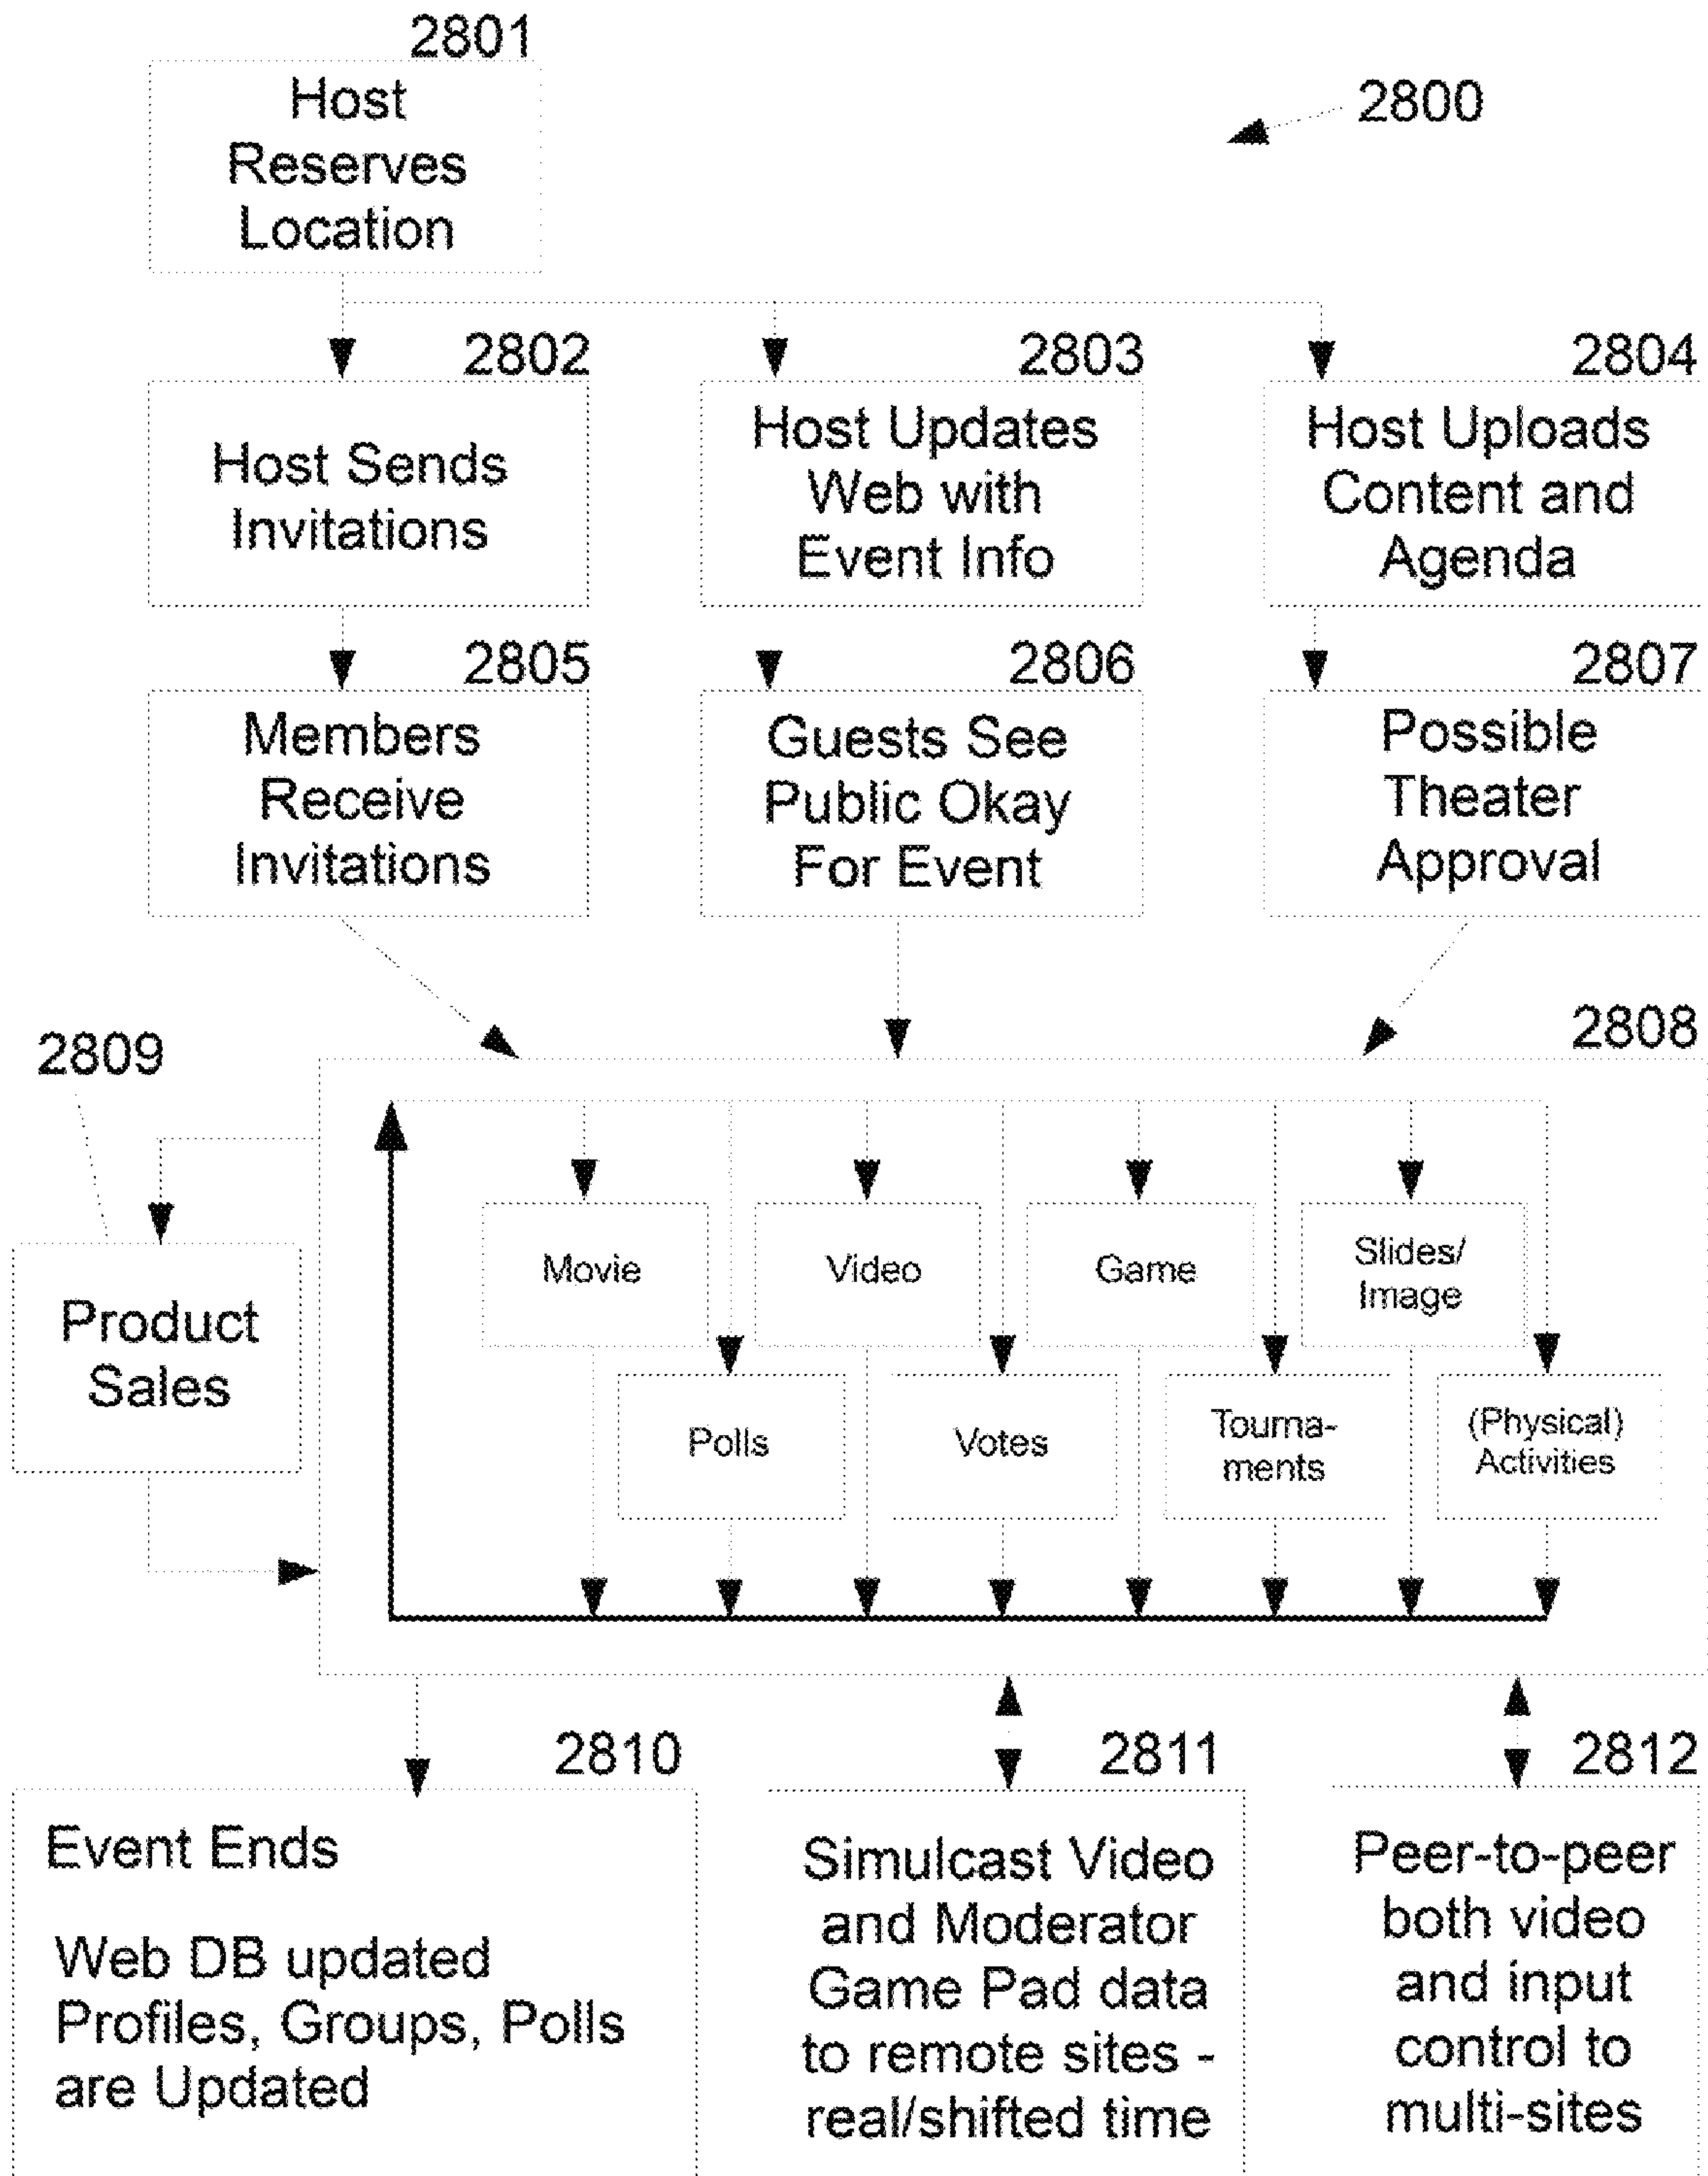 2801
Host
Reserves
Location
2800
2802
Host Sends
Invitations
2803
Host Updates
Web with
Event Info
2804
Host Uploads
Content and
Agenda
2805
Members
Receive
Invitations
2806
Guests See
Public Okay
For Event
2807
Possible
Theater
Approval
2808
2809
Product
Sales
Movie
Video
Game
Slides/
Image
Polls
Votes
Tourna-
ments
(Physical)
Activities
2810
Event Ends
Web DB updated
Profiles, Groups, Polls
are Updated
2811
Simulcast Video
and Moderator
Game Pad data
to remote sites -
real/shifted time
2812
Peer-to-peer
both video
and input
control to
multi-sites